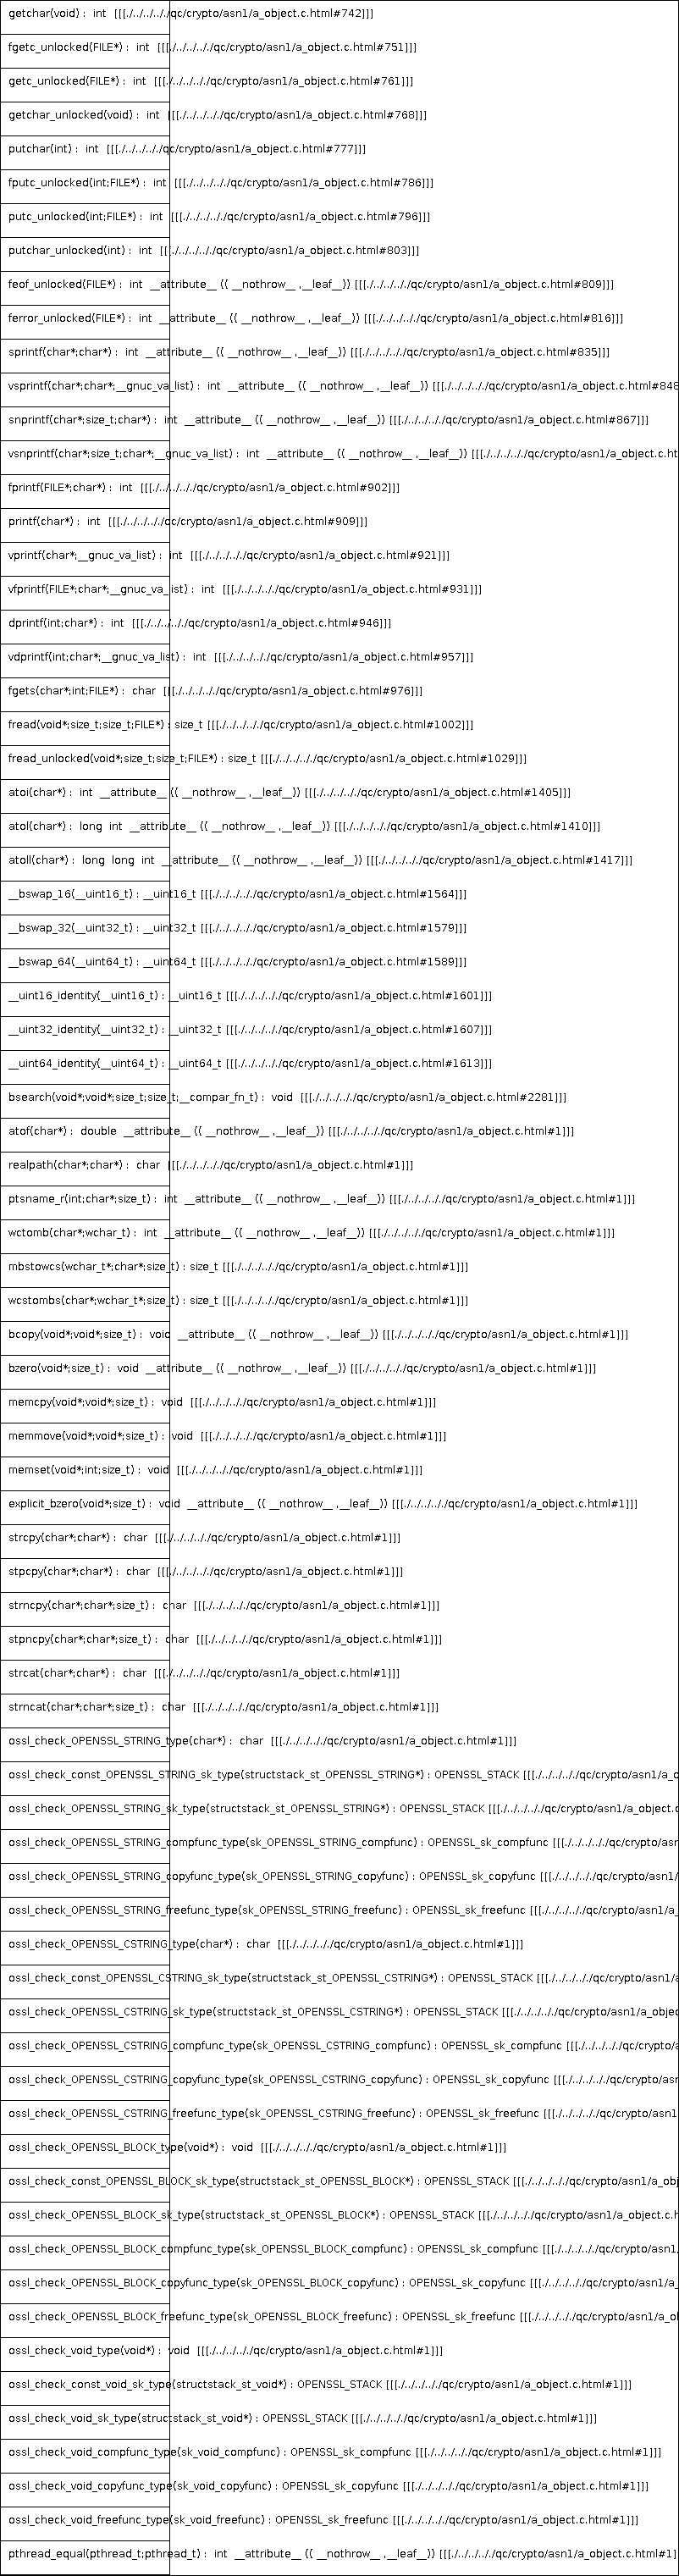 getchar(void) : int [[[./../../../qc/crypto/asn1/a_object.c.html#742]]]
fgetc_unlocked(FILE*) : int [[[./../../././qc/crypto/asn1/a_object.c.html#751]]]
getc_unlocked(FILE*) : int [[[./../../././qc/crypto/asn1/a_object.c.html#761]]]
getchar_unlocked(void) : int [[[./../../././qc/crypto/asn1/a_object.c.html#768]]]
putchar(int) : int [[[./../../././qc/crypto/asn1/a_object.c.html#777]]]
fputc_unlocked(int;FILE*) : int [[[./../../././qc/crypto/asn1/a_object.c.html#786]]]
putc_unlocked(int;FILE*) : int [[[./../../././qc/crypto/asn1/a_object.c.html#796]]]
putchar_unlocked(int) : int [[[./../../././qc/crypto/asn1/a_object.c.html#803]]]
feof_unlocked(FILE*) : int __attribute__ (( __nothrow__ ,__leaf__)) [[[./../../././qc/crypto/asn1/a_object.c.html#809]]]
ferror_unlocked(FILE*) : int __attribute__ (( __nothrow__ ,__leaf__)) [[[./../../././qc/crypto/asn1/a_object.c.html#816]]]
sprintf(char*;char*) : int __attribute__ (( __nothrow__ ,__leaf__)) [[[./../../././qc/crypto/asn1/a_object.c.html#835]]]
vsprintf(char*;char*;__gnuc_va_list) : int __attribute__ (( __nothrow__ ,__leaf__)) [[[./../../././qc/crypto/asn1/a_object.c.html#848
snprintf(char*;size_t;char*) : int __attribute__ (( __nothrow__ ,__leaf__)) [[[./../../././qc/crypto/asn1/a_object.c.html#867]]]
vsnprintf(char*;size_t;char*;__gnuc_va_list) : int __attribute__ (( __nothrow__ ,__leaf__)) [[[./../../././qc/crypto/asn1/a_object.c.ht
fprintf(FILE*;char*) : int [[[./../../././qc/crypto/asn1/a_object.c.html#902]]]
printf(char*) : int [[[./../../././qc/crypto/asn1/a_object.c.html#909]]]
vprintf(char*;__gnuc_va_list) : int [[[./../../././qc/crypto/asn1/a_object.c.html#921]]]
vfprintf(FILE*;char*;__gnuc_va_list) : int [[[./../../././qc/crypto/asn1/a_object.c.html#931]]]
dprintf(int;char*) : int [[[./../../././qc/crypto/asn1/a_object.c.html#946]]]
vdprintf(int;char*;__gnuc_va_list) : int [[[./../../././qc/crypto/asn1/a_object.c.html#957]]]
fgets(char*;int;FILE*) : char [[[./../../././qc/crypto/asn1/a_object.c.html#976]]]
fread(void*;size_t;size_t;FILE*) : size_t [[[./../../././qc/crypto/asn1/a_object.c.html#1002]]]
fread_unlocked(void*;size_t;size_t;FILE*) : size_t [[[./../../././qc/crypto/asn1/a_object.c.html#1029]]]
atoi(char*) : int __attribute__ (( __nothrow__ ,__leaf__)) [[[./../../././qc/crypto/asn1/a_object.c.html#1405]]]
atol(char*) : long int __attribute__ (( __nothrow__ ,__leaf__)) [[[./../../././qc/crypto/asn1/a_object.c.html#1410]]]
atoll(char*) : long long int __attribute__ (( __nothrow__ ,__leaf__)) [[[./../../././qc/crypto/asn1/a_object.c.html#1417]]]
__bswap_16(__uint16_t) : __uint16_t [[[./../../././qc/crypto/asn1/a_object.c.html#1564]]]
__bswap_32(__uint32_t) : __uint32_t [[[./../../././qc/crypto/asn1/a_object.c.html#1579]]]
__bswap_64(__uint64_t) : __uint64_t [[[./../../././qc/crypto/asn1/a_object.c.html#1589]]]
__uint16_identity(__uint16_t) : __uint16_t [[[./../../././qc/crypto/asn1/a_object.c.html#1601]]]
__uint32_identity(__uint32_t) : __uint32_t [[[./../../././qc/crypto/asn1/a_object.c.html#1607]]]
__uint64_identity(__uint64_t) : __uint64_t [[[./../../././qc/crypto/asn1/a_object.c.html#1613]]]
bsearch(void*;void*;size_t;size_t;__compar_fn_t) : void [[[./../../././qc/crypto/asn1/a_object.c.html#2281]]]
atof(char*) : double __attribute__ (( __nothrow__ ,__leaf__)) [[[./../../././qc/crypto/asn1/a_object.c.html#1]]]
realpath(char*;char*) : char [[[./../../././qc/crypto/asn1/a_object.c.html#1]]]
ptsname_r(int;char*;size_t) : int __attribute__ (( __nothrow__ ,__leaf__)) [[[./../../././qc/crypto/asn1/a_object.c.html#1]]]
wctomb(char*;wchar_t) : int __attribute__ (( __nothrow__ ,__leaf__)) [[[./../../././qc/crypto/asn1/a_object.c.html#1]]]
mbstowcs(wchar_t*;char*;size_t) : size_t [[[./../../././qc/crypto/asn1/a_object.c.html#1]]]
wcstombs(char*;wchar_t*;size_t) : size_t [[[./../../././qc/crypto/asn1/a_object.c.html#1]]]
bcopy(void*;void*;size_t) : void __attribute__ (( __nothrow__ ,__leaf__)) [[[./../../././qc/crypto/asn1/a_object.c.html#1]]]
bzero(void*;size_t) : void __attribute__ (( __nothrow__ ,__leaf__)) [[[./../../././qc/crypto/asn1/a_object.c.html#1]]]
memcpy(void*;void*;size_t) : void [[[./../../././qc/crypto/asn1/a_object.c.html#1]]]
memmove(void*;void*;size_t) : void [[[./../../././qc/crypto/asn1/a_object.c.html#1]]]
memset(void*;int;size_t) : void [[[./../../././qc/crypto/asn1/a_object.c.html#1]]]
explicit_bzero(void*;size_t) : void __attribute__ (( __nothrow__ ,__leaf__)) [[[./../../././qc/crypto/asn1/a_object.c.html#1]]]
strcpy(char*;char*) : char [[[./../../././qc/crypto/asn1/a_object.c.html#1]]]
stpcpy(char*;char*) : char [[[./../../././qc/crypto/asn1/a_object.c.html#1]]]
strncpy(char*;char*;size_t) : char [[[./../../././qc/crypto/asn1/a_object.c.html#1]]]
stpncpy(char*;char*;size_t) : char [[[./../../././qc/crypto/asn1/a_object.c.html#1]]]
strcat(char*;char*) : char [[[./../../././qc/crypto/asn1/a_object.c.html#1]]]
strncat(char*;char*;size_t) : char [[[./../../././qc/crypto/asn1/a_object.c.html#1]]]
ossl_check_OPENSSL_STRING_type(char*) : char [[[./../../././qc/crypto/asn1/a_object.c.html#1]]]
ossl_check_const_OPENSSL_STRING_sk_type(structstack_st_OPENSSL_STRING*) : OPENSSL_STACK [[[./../../././qc/crypto/asn1/a_o
ossl_check_OPENSSL_STRING_sk_type(structstack_st_OPENSSL_STRING*) : OPENSSL_STACK [[[./../../././qc/crypto/asn1/a_object.c
ossl_check_OPENSSL_STRING_compfunc_type(sk_OPENSSL_STRING_compfunc) : OPENSSL_sk_compfunc [[[./../../././qc/crypto/asn
ossl_check_OPENSSL_STRING_copyfunc_type(sk_OPENSSL_STRING_copyfunc) : OPENSSL_sk_copyfunc [[[./../../././qc/crypto/asn1/
ossl_check_OPENSSL_STRING_freefunc_type(sk_OPENSSL_STRING_freefunc) : OPENSSL_sk_freefunc [[[./../../././qc/crypto/asn1/a_
ossl_check_OPENSSL_CSTRING_type(char*) : char [[[./../../././qc/crypto/asn1/a_object.c.html#1]]]
ossl_check_const_OPENSSL_CSTRING_sk_type(structstack_st_OPENSSL_CSTRING*) : OPENSSL_STACK [[[./../../././qc/crypto/asn1/a
ossl_check_OPENSSL_CSTRING_sk_type(structstack_st_OPENSSL_CSTRING*) : OPENSSL_STACK [[[./../../././qc/crypto/asn1/a_objec
ossl_check_OPENSSL_CSTRING_compfunc_type(sk_OPENSSL_CSTRING_compfunc) : OPENSSL_sk_compfunc [[[./../../././qc/crypto/a
ossl_check_OPENSSL_CSTRING_copyfunc_type(sk_OPENSSL_CSTRING_copyfunc) : OPENSSL_sk_copyfunc [[[./../../././qc/crypto/asn
ossl_check_OPENSSL_CSTRING_freefunc_type(sk_OPENSSL_CSTRING_freefunc) : OPENSSL_sk_freefunc [[[./../../././qc/crypto/asn1
ossl_check_OPENSSL_BLOCK_type(void*) : void [[[./../../././qc/crypto/asn1/a_object.c.html#1]]]
ossl_check_const_OPENSSL_BLOCK_sk_type(structstack_st_OPENSSL_BLOCK*) : OPENSSL_STACK [[[./../../././qc/crypto/asn1/a_obj
ossl_check_OPENSSL_BLOCK_sk_type(structstack_st_OPENSSL_BLOCK*) : OPENSSL_STACK [[[./../../././qc/crypto/asn1/a_object.c.h
ossl_check_OPENSSL_BLOCK_compfunc_type(sk_OPENSSL_BLOCK_compfunc) : OPENSSL_sk_compfunc [[[./../../././qc/crypto/asn1,
ossl_check_OPENSSL_BLOCK_copyfunc_type(sk_OPENSSL_BLOCK_copyfunc) : OPENSSL_sk_copyfunc [[[./../../././qc/crypto/asn1/a_
ossl_check_OPENSSL_BLOCK_freefunc_type(sk_OPENSSL_BLOCK_freefunc) : OPENSSL_sk_freefunc [[[./../../././qc/crypto/asn1/a_ob
ossl_check_void_type(void*) : void [[[./../../././qc/crypto/asn1/a_object.c.html#1]]]
ossl_check_const_void_sk_type(structstack_st_void*) : OPENSSL_STACK [[[./../../././qc/crypto/asn1/a_object.c.html#1]]]
ossl_check_void_sk_type(structstack_st_void*) : OPENSSL_STACK [[[./../../././qc/crypto/asn1/a_object.c.html#1]]]
ossl_check_void_compfunc_type(sk_void_compfunc) : OPENSSL_sk_compfunc [[[./../../././qc/crypto/asn1/a_object.c.html#1]]]
ossl_check_void_copyfunc_type(sk_void_copyfunc) : OPENSSL_sk_copyfunc [[[./../../././qc/crypto/asn1/a_object.c.html#1]]]
ossl_check_void_freefunc_type(sk_void_freefunc) : OPENSSL_sk_freefunc [[[./../../././qc/crypto/asn1/a_object.c.html#1]]]
pthread_equal(pthread_t;pthread_t) : int __attribute__ (( __nothrow__ ,__leaf__)) [[[./../../././qc/crypto/asn1/a_object.c.html#1]